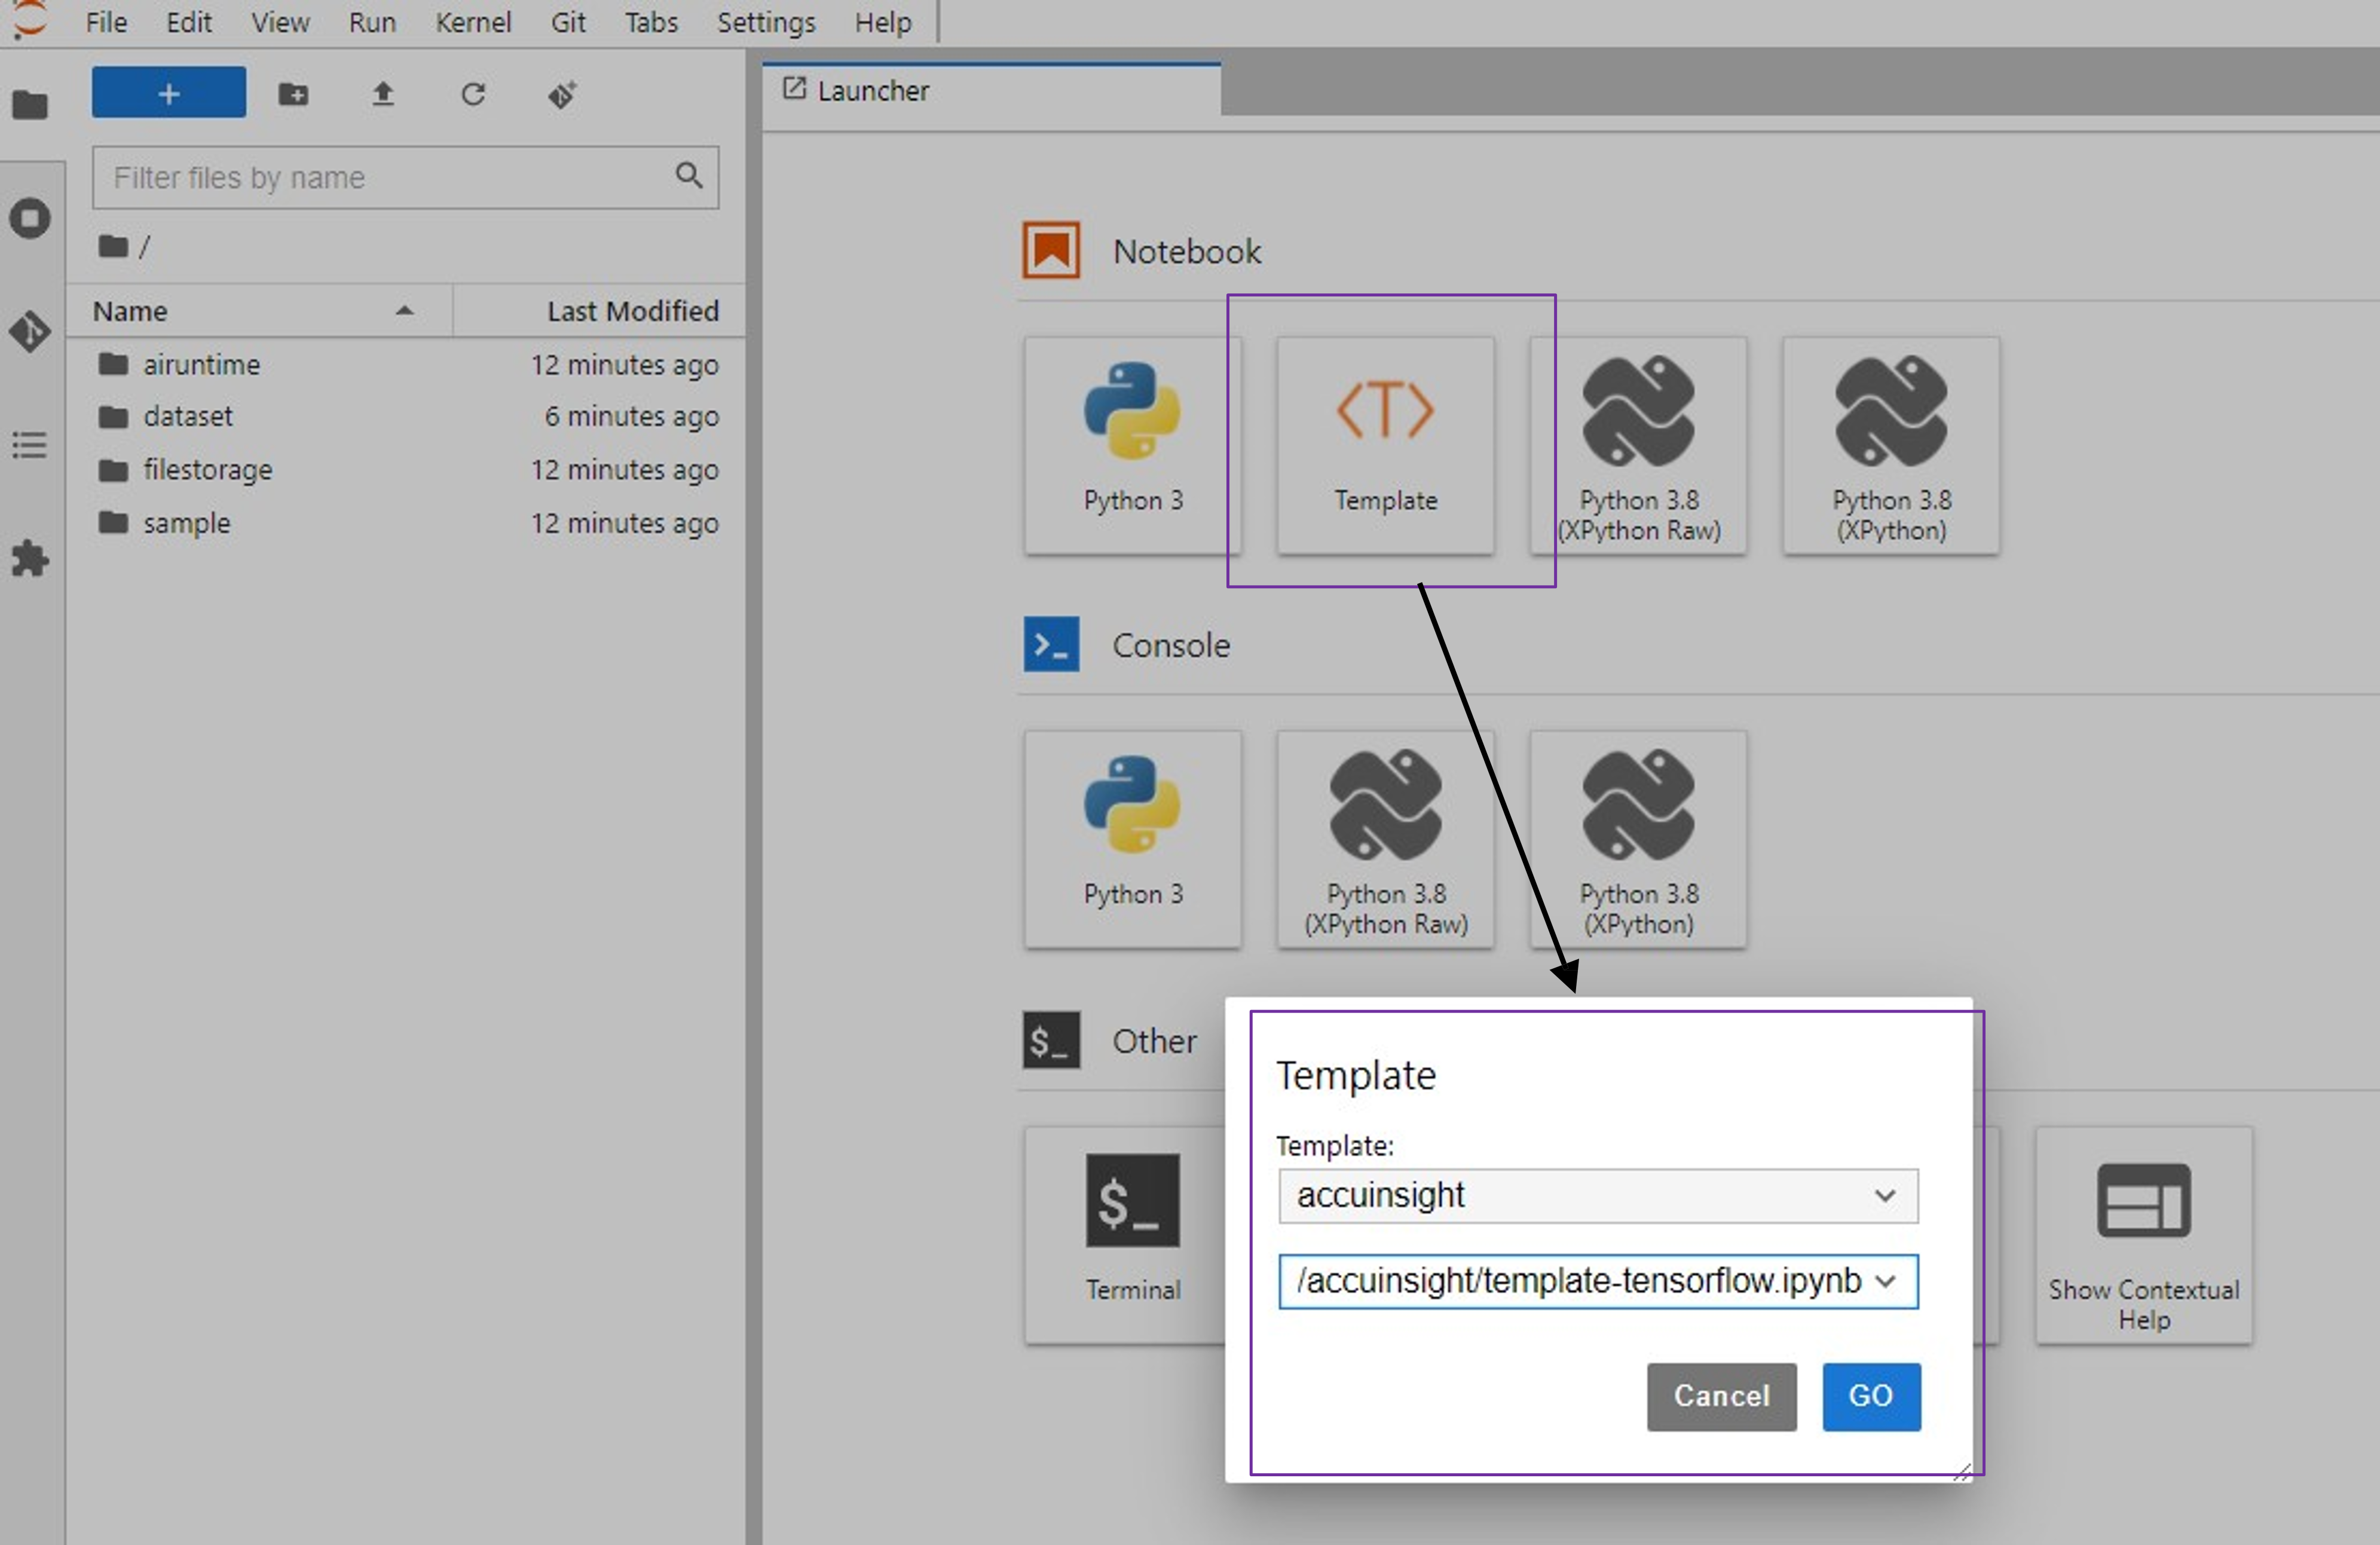 File Edit View Run Kernel Git Tabs Settings Help
+
Launcher
Filter files by name
/
Name Last Modified
airuntime 12 minutes ago
dataset 6 minutes ago
filestorage 12 minutes ago
sample 12 minutes ago
Notebook
Python 3
<T>
Template
Python 3.8
(XPython Raw)
Python 3.8
(XPython)
Console
>_
Python 3
Python 3.8
(XPython Raw)
Python 3.8
(XPython)
$_
Other
$_
Terminal
Show Contextual
Help
Template
Template:
accuinsight
/accuinsight/template-tensorflow.ipynb
Cancel GO